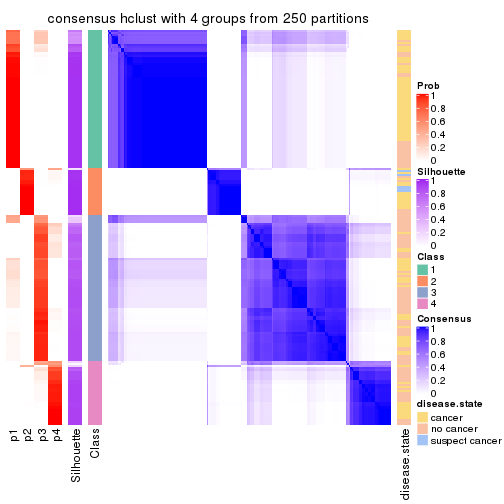 consensus hclust with 4 groups from 250 partitions
Prob
1
0.8
0.6
0.4
0.2
0
Silhouette
1
0.8
0.6
0.4
0.2
0
Class
1
2
3
4
Consensus
1
0.8
0.6
0.4
0.2
0
disease.state
cancer
no cancer
suspect cancer
p1
p2
p3
p4
Silhouette
Class
disease.state